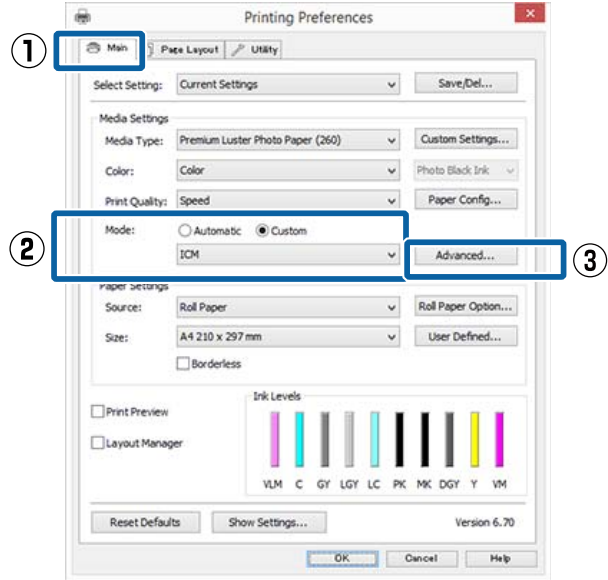 Printing Preferences
①
Main Page Layout Utility
Select Setting: Current Settings Save/Del...
Media Settings
Media Type: Premium Luster Photo Paper (260) Custom Settings...
Color: Color Photo Black Ink
Print Quality: Speed Paper Config...
②
Mode: Automatic Custom
ICM Advanced...
③
Paper Settings
Source: Roll Paper Roll Paper Option...
Size: A4 210 x 297 mm User Defined...
Borderless
Ink Levels
Print Preview
Layout Manager
VLM C GY LGY LC PK MK DGY Y VM
Reset Defaults Show Settings... Version 6.70
OK Cancel Help